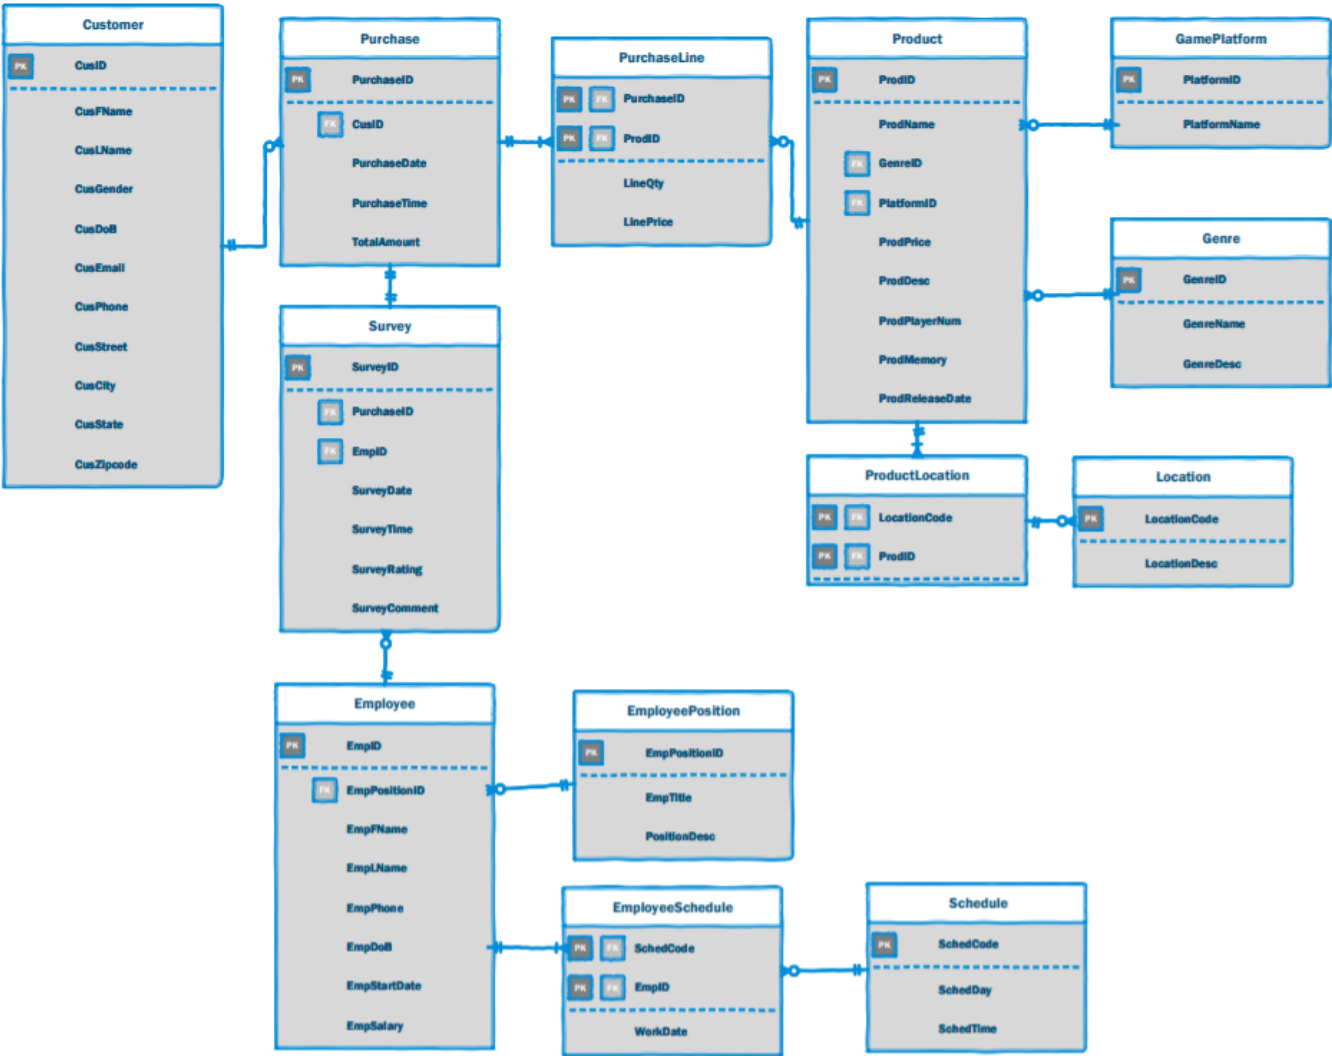 Customer
PK CusID
CusFName
CusLName
CusGender
CusDoB
CusEmail
CusPhone
CusStreet
CusCity
CusState
CusZipcode
Purchase
PK PurchaseID
FK CusID
PurchaseDate
PurchaseTime
TotalAmount
PurchaseLine
PK FK PurchaseID
PK FK ProdID
LineQty
LinePrice
Product
PK ProdID
ProdName
FK GenreID
FK PlatformID
ProdPrice
ProdDesc
ProdPlayerNum
ProdMemory
ProdReleaseDate
GamePlatform
PK PlatformID
PlatformName
Genre
PK GenreID
GenreName
GenreDesc
Survey
PK SurveyID
FK PurchaseID
FK EmpID
SurveyDate
SurveyTime
SurveyRating
SurveyComment
ProductLocation
PK FK LocationCode
PK FK ProdID
Location
PK LocationCode
LocationDesc
Employee
PK EmpID
FK EmpPositionID
EmpFName
EmpLName
EmpPhone
EmpDoB
EmpStartDate
EmpSalary
EmployeePosition
PK EmpPositionID
EmpTitle
PositionDesc
EmployeeSchedule
PK FK SchedCode
PK FK EmpID
WorkDate
Schedule
PK SchedCode
SchedDay
SchedTime